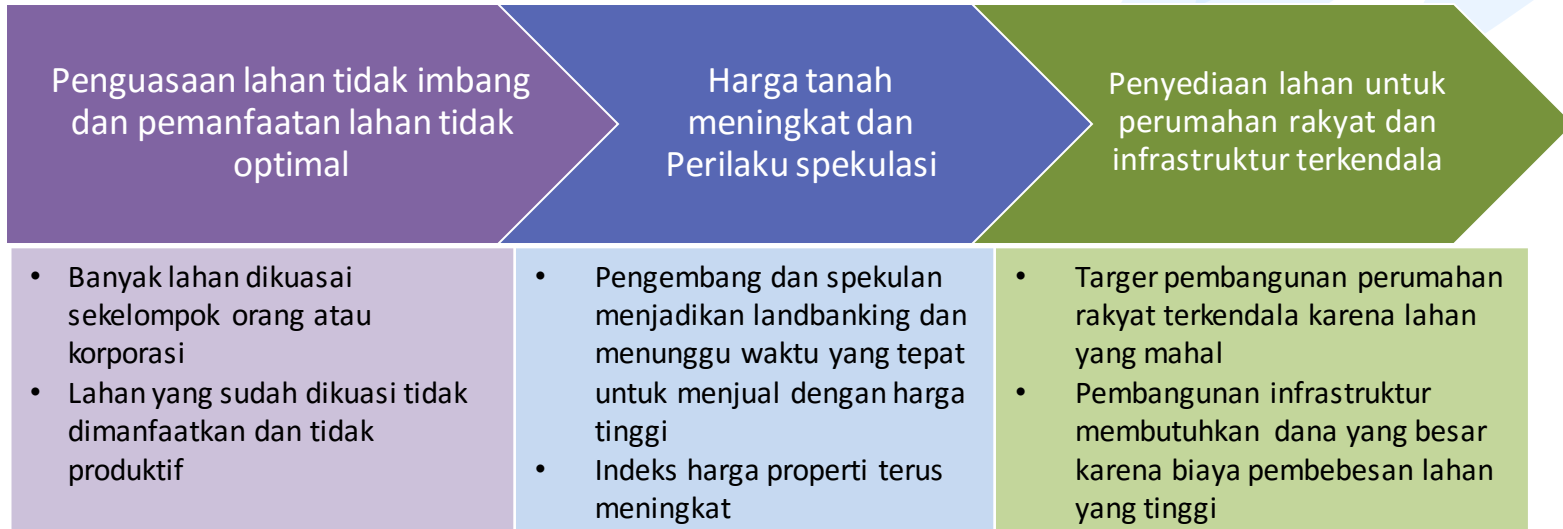 Penguasaan lahan tidak imbang
dan pemanfaatan lahan tidak
optimal
Harga tanah
meningkat dan
Perilaku spekulasi
Penyediaan lahan untuk
perumahan rakyat dan
infrastruktur terkendala
• Banyak lahan dikuasai
sekelompok orang atau
korporasi
• Lahan yang sudah dikuasi tidak
dimanfaatkan dan tidak
produktif
• Pengembang dan spekulan
menjadikan landbanking dan
menunggu waktu yang tepat
untuk menjual dengan harga
tinggi
• Indeks harga properti terus
meningkat
• Targer pembangunan perumahan
rakyat terkendala karena lahan
yang mahal
• Pembangunan infrastruktur
membutuhkan dana yang besar
karena biaya pembebesan lahan
yang tinggi